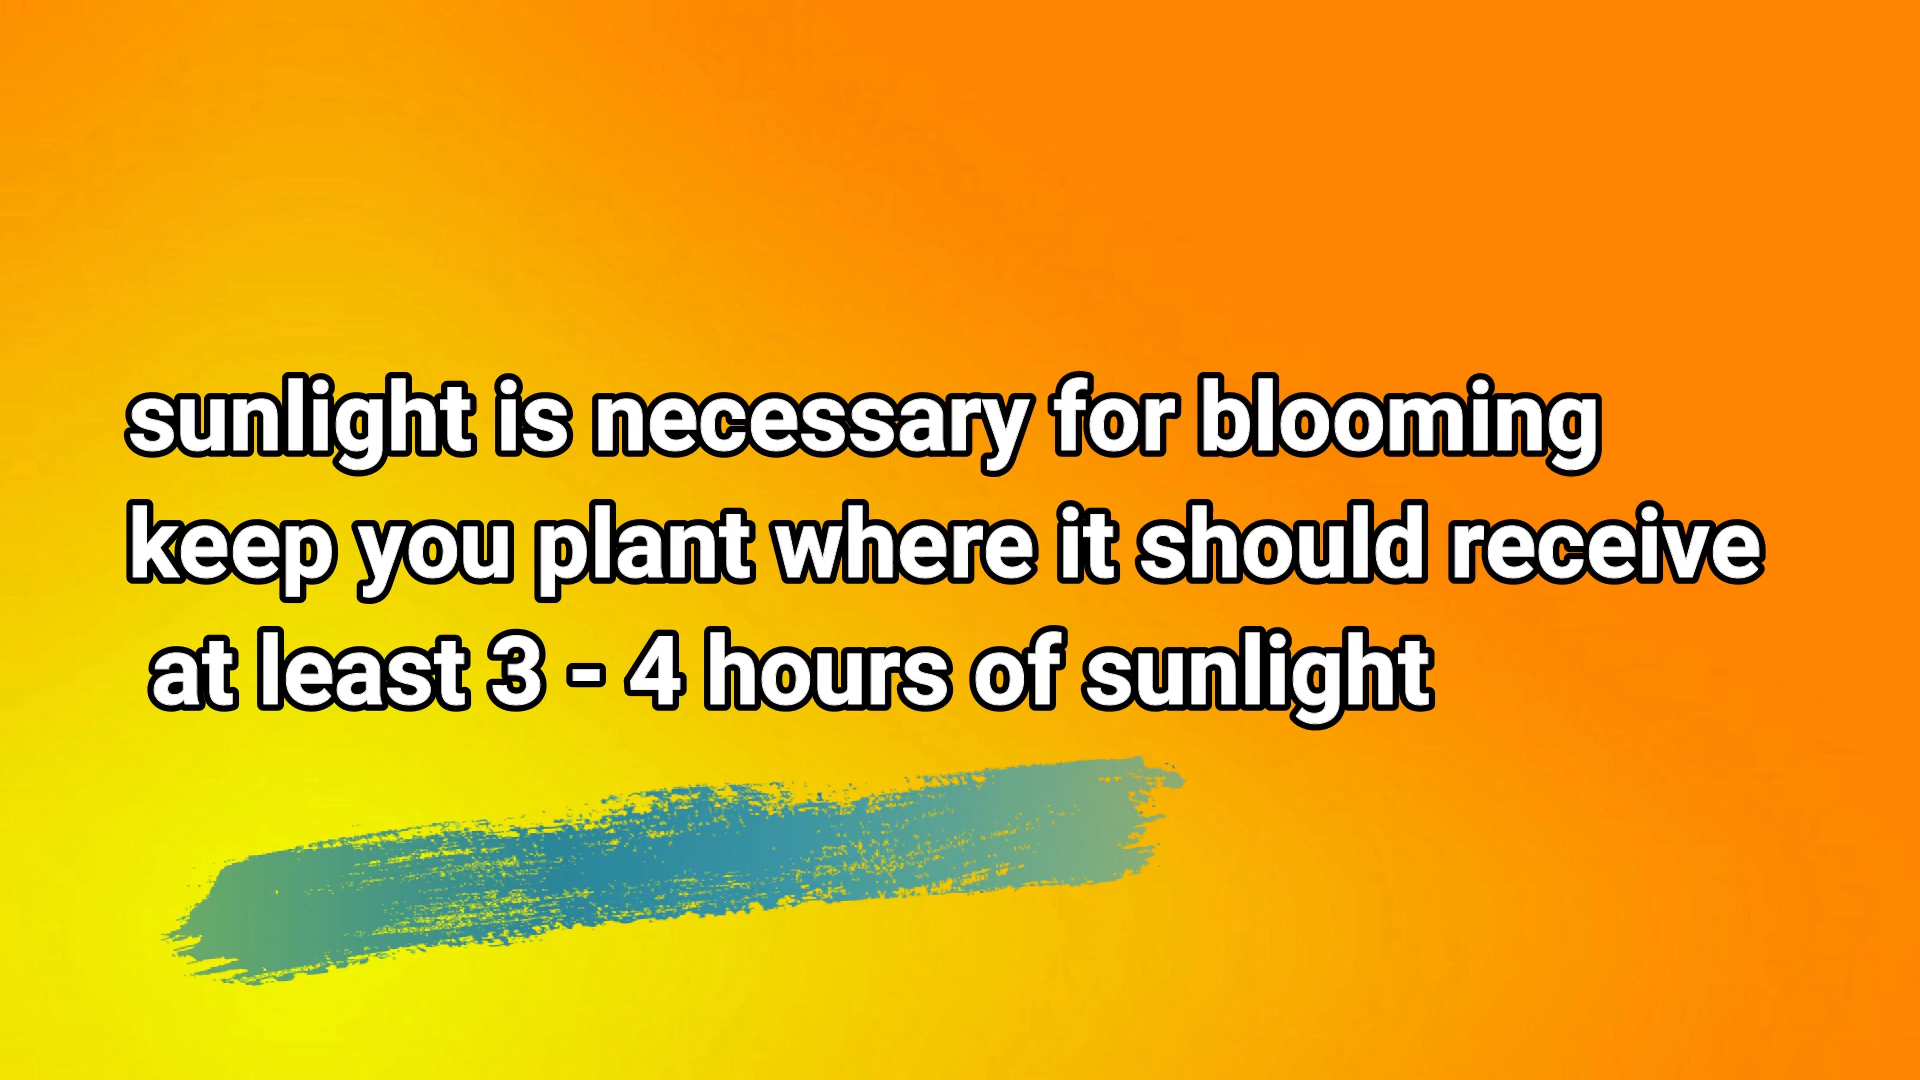 sunlight is necessary for blooming
keep you plant where it should receive
at least 3 - 4 hours of sunlight